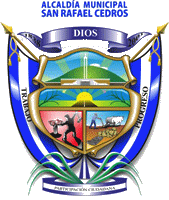 ALCALDÍA MUNICIPAL
SAN RAFAEL CEDROS
DIOS
TRABAJO
PROGRESO
PARTICIPACIÓN CIUDADANA